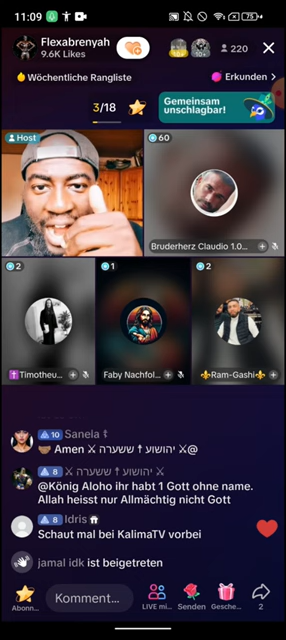 11:09
75
Flexabrenyah
9.6K Likes
220
Wöchentliche Rangliste
Erkunden >
3/18
Gemeinsam
unschlagbar!
Host
60
Bruderherz Claudio 1.0...
2
1
2
Timotheu...
Faby Nachfol...
Ram-Gashi
10 Sanela
Amen ⚔ יהושוע † ששערה ⚔@
8 ⚔ יהושוע † ששערה ⚔
@König Aloho ihr habt 1 Gott ohne name.
Allah heisst nur Allmächtig nicht Gott
8 Idris
Schaut mal bei KalimaTV vorbei
jamal idk ist beigetreten
Komment...
Abonn...
LIVE mi...
Senden
Gesche...
2